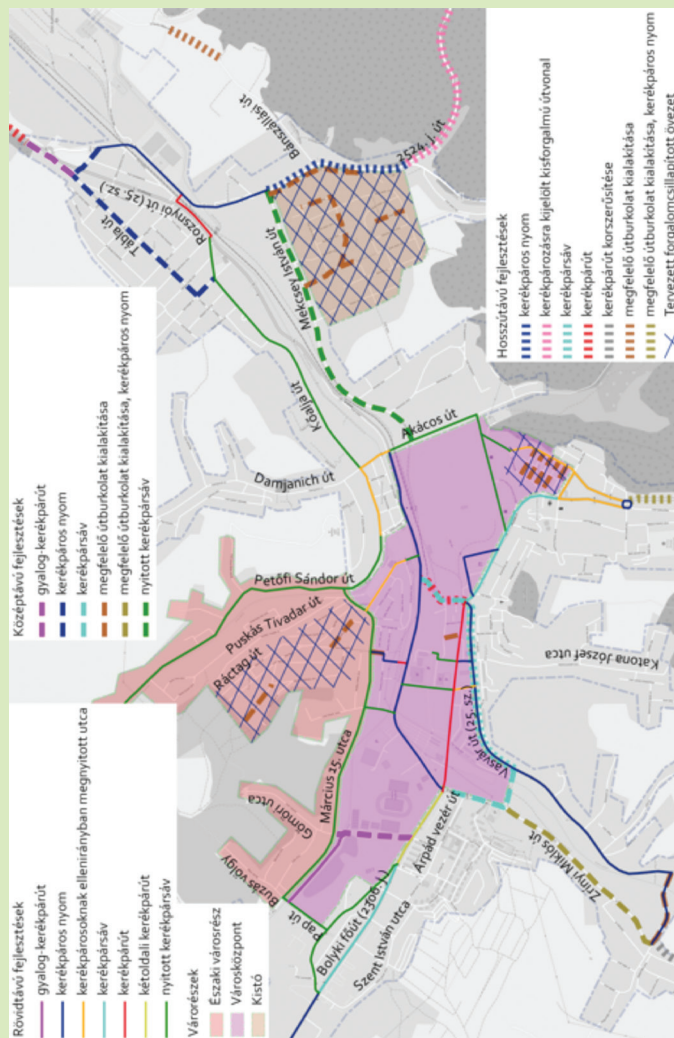 Rövidtávú fejlesztések
gyalog-kerékpárút
kerékpáros nyom
kerékpárosoknak ellenirányban megnyitott utca
kerékpársáv
kerékpárút
kétoldali kerékpárút
nyitott kerékpársáv
Városrészek
Északi városrész
Városközpont
Kistó
Középtávú fejlesztések
gyalog-kerékpárút
kerékpáros nyom
kerékpársáv
megfelelő útburkolat kialakítása
megfelelő útburkolat kialakítása, kerékpáros nyom
nyitott kerékpársáv
Hosszútávú fejlesztések
kerékpáros nyom
kerékpározásra kijelölt kisforgalmú útvonal
kerékpársáv
kerékpárút
kerékpárút korszerűsítése
megfelelő útburkolat kialakítása
megfelelő útburkolat kialakítása, kerékpáros nyom
Tervezett forgalomcsillapított övezet
Tábla út
Rozsnyói út (25. sz.)
Bánszállási út
2524. j. út
Mekcsey István út
Kőalja út
Damjanich út
Akácos út
Petőfi Sándor út
Puskás Tivadar út
Ráctag út
Március 15. utca
Gömöri utca
Búzás völgy
Pap út
Bolyki főút (2306. j.)
Szent István utca
Árpád vezér út
Vasvár út (25. sz.)
Katona József utca
Zrínyi Miklós út